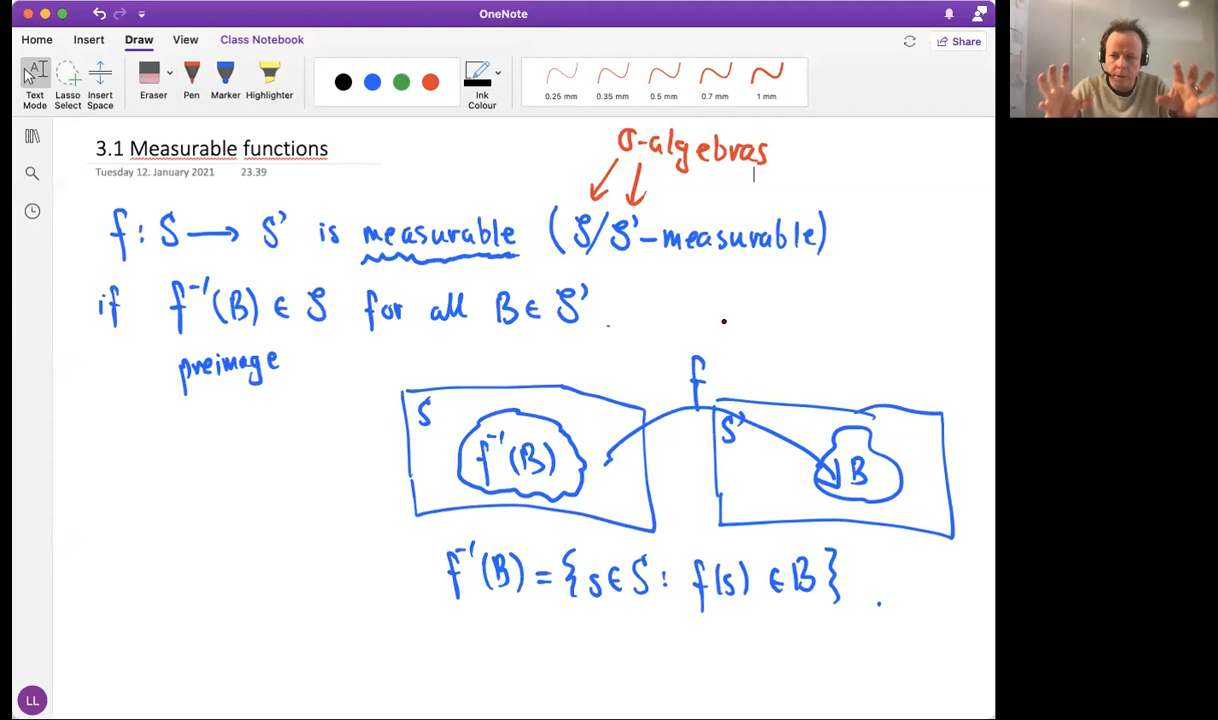 OneNote
Home Insert Draw View Class Notebook
Share
Text Mode
Lasso Select
Insert Space
Eraser
Pen
Marker
Highlighter
Ink Colour
0.25 mm 0.35 mm 0.5 mm 0.7 mm 1 mm
3.1 Measurable functions
Tuesday 12. January 2021 23.39
σ-algebras
f : S → S' is measurable (𝒮/𝒮'-measurable)
if f⁻¹(B) ∈ 𝒮 for all B ∈ 𝒮'.
preimage
f
S
S'
f⁻¹(B)
B
f⁻¹(B) = {s ∈ S : f(s) ∈ B}.
LL